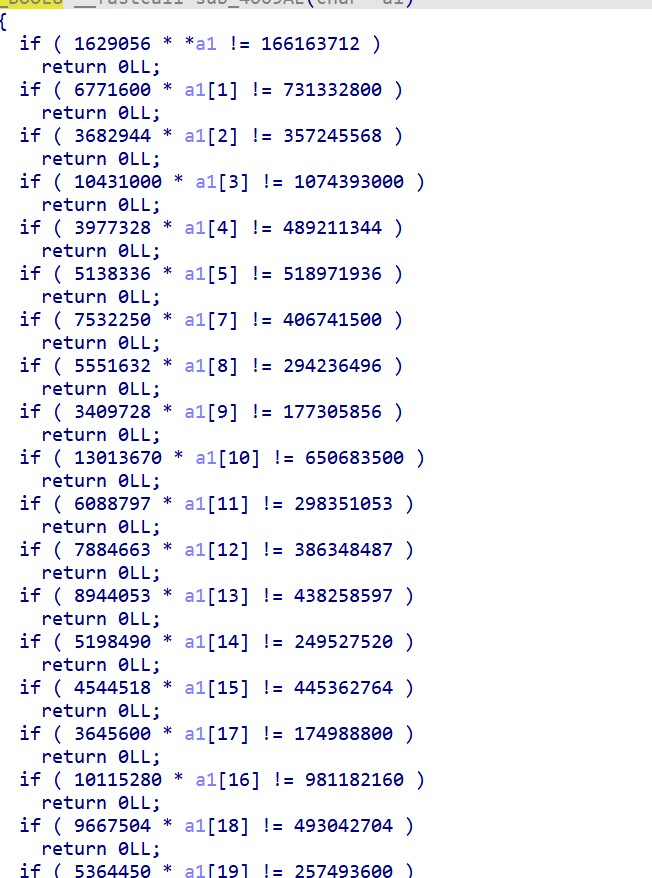 {
if ( 1629056 * *a1 != 166163712 )
return 0LL;
if ( 6771600 * a1[1] != 731332800 )
return 0LL;
if ( 3682944 * a1[2] != 357245568 )
return 0LL;
if ( 10431000 * a1[3] != 1074393000 )
return 0LL;
if ( 3977328 * a1[4] != 489211344 )
return 0LL;
if ( 5138336 * a1[5] != 518971936 )
return 0LL;
if ( 7532250 * a1[7] != 406741500 )
return 0LL;
if ( 5551632 * a1[8] != 294236496 )
return 0LL;
if ( 3409728 * a1[9] != 177305856 )
return 0LL;
if ( 13013670 * a1[10] != 650683500 )
return 0LL;
if ( 6088797 * a1[11] != 298351053 )
return 0LL;
if ( 7884663 * a1[12] != 386348487 )
return 0LL;
if ( 8944053 * a1[13] != 438258597 )
return 0LL;
if ( 5198490 * a1[14] != 249527520 )
return 0LL;
if ( 4544518 * a1[15] != 445362764 )
return 0LL;
if ( 3645600 * a1[17] != 174988800 )
return 0LL;
if ( 10115280 * a1[16] != 981182160 )
return 0LL;
if ( 9667504 * a1[18] != 493042704 )
return 0LL;
if ( 5364450 * a1[19] != 257493600 )